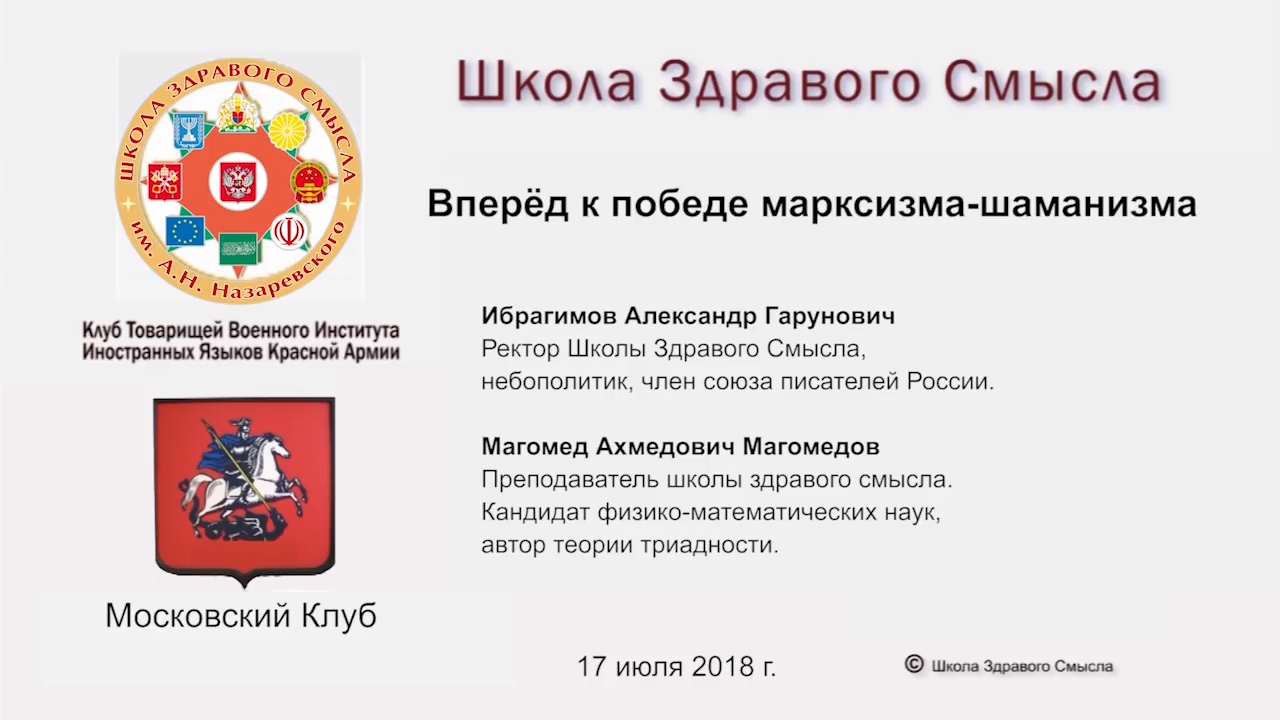 ШКОЛА ЗДРАВОГО СМЫСЛА
им. А.Н. Назаревского
Клуб Товарищей Военного Института
Иностранных Языков Красной Армии
Московский Клуб
Школа Здравого Смысла
Вперёд к победе марксизма-шаманизма
Ибрагимов Александр Гарунович
Ректор Школы Здравого Смысла,
небополитик, член союза писателей России.
Магомед Ахмедович Магомедов
Преподаватель школы здравого смысла.
Кандидат физико-математических наук,
автор теории триадности.
17 июля 2018 г.
© Школа Здравого Смысла